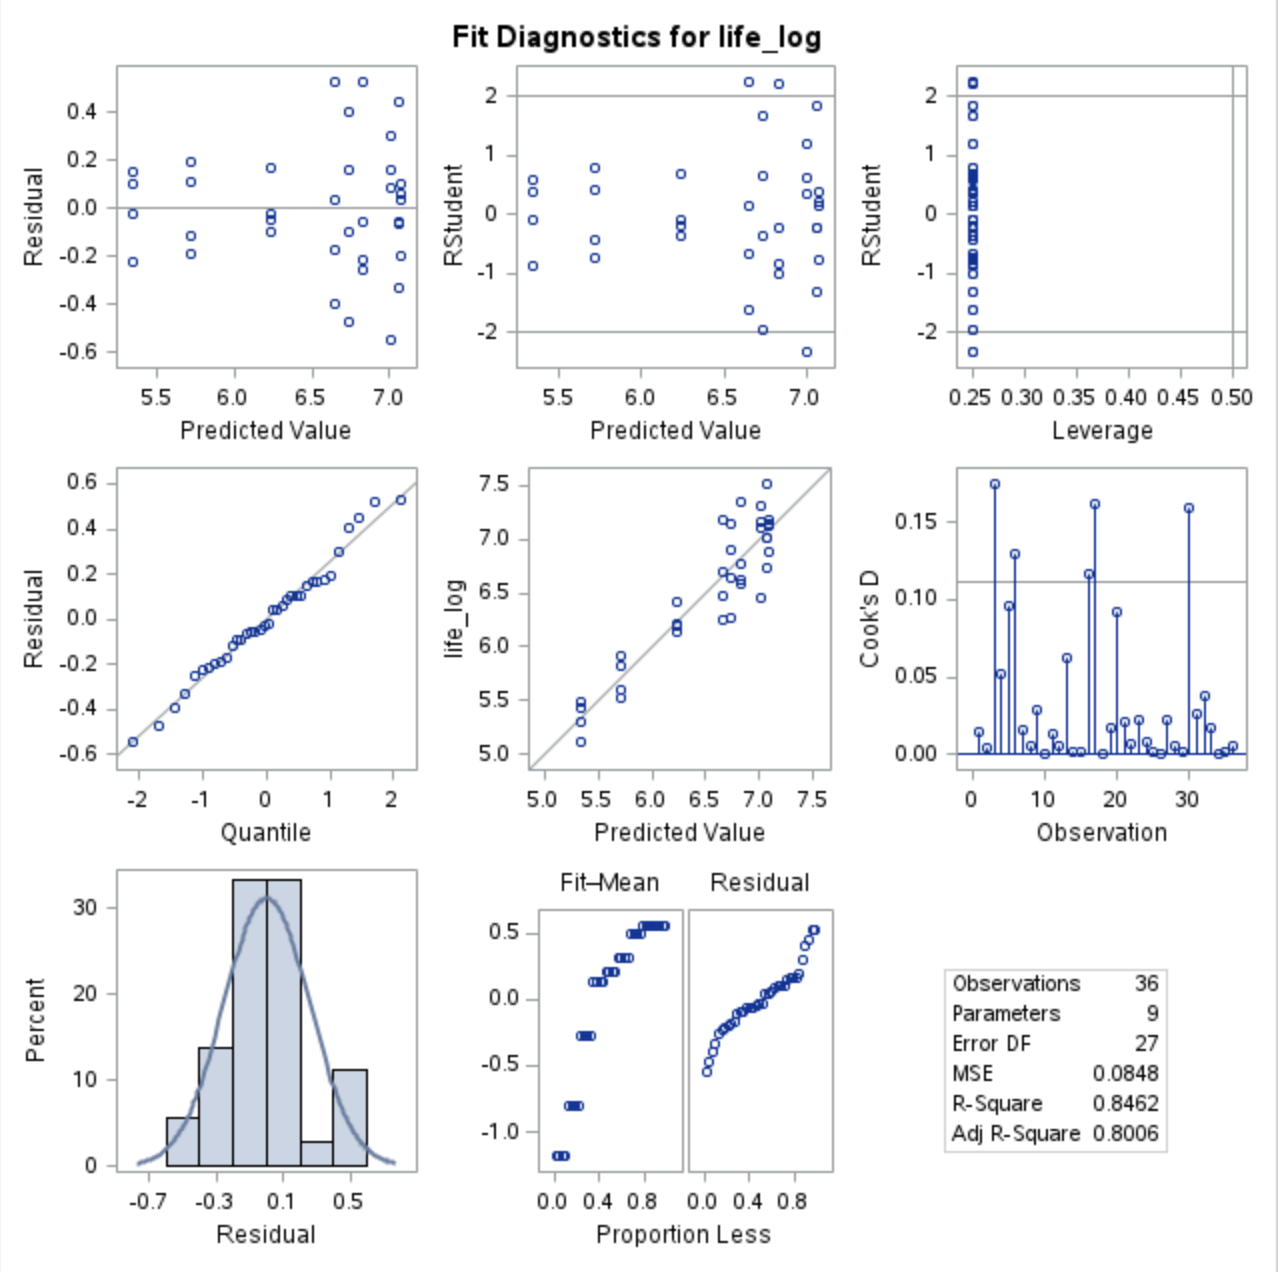 Fit Diagnostics for life_log
0.4
0.2
0.0
-0.2
-0.4
-0.6
Residual
5.5 6.0 6.5 7.0
Predicted Value
2
1
0
-1
-2
RStudent
5.5 6.0 6.5 7.0
Predicted Value
2
1
0
-1
-2
RStudent
0.25 0.30 0.35 0.40 0.45 0.50
Leverage
0.6
0.4
0.2
0.0
-0.2
-0.4
-0.6
Residual
-2 -1 0 1 2
Quantile
7.5
7.0
6.5
6.0
5.5
5.0
life_log
5.0 5.5 6.0 6.5 7.0 7.5
Predicted Value
0.15
0.10
0.05
0.00
Cook's D
0 10 20 30
Observation
30
20
10
0
Percent
-0.7 -0.3 0.1 0.5
Residual
Fit–Mean Residual
0.5
0.0
-0.5
-1.0
0.0 0.4 0.8 0.0 0.4 0.8
Proportion Less
Observations 36
Parameters 9
Error DF 27
MSE 0.0848
R-Square 0.8462
Adj R-Square 0.8006